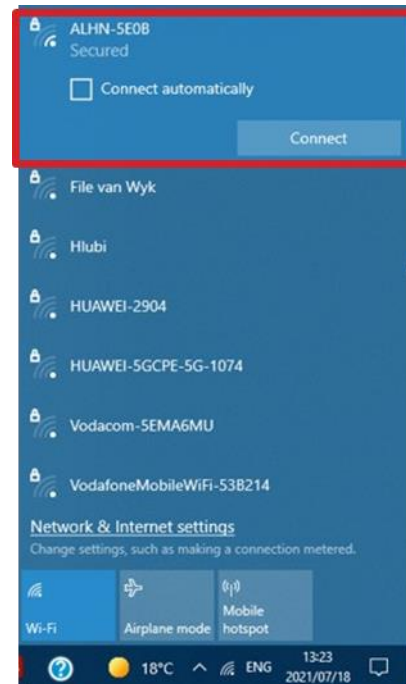 ALHN-5E0B
Secured
Connect automatically
Connect
File van Wyk
Hlubi
HUAWEI-2904
HUAWEI-5GCPE-5G-1074
Vodacom-5EMA6MU
VodafoneMobileWiFi-53B214
Network & Internet settings
Change settings, such as making a connection metered.
Wi-Fi
Airplane mode
Mobile
hotspot
18°C
ENG
13:23
2021/07/18